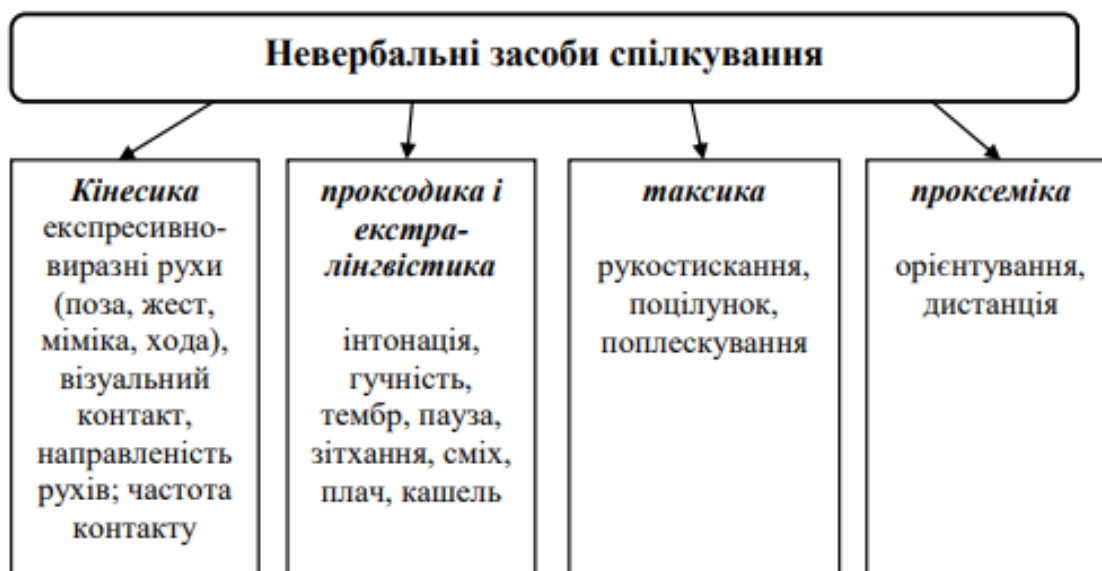 Невербальні засоби спілкування
Кінесика
експресивно-
виразні рухи
(поза, жест,
міміка, хода),
візуальний
контакт,
направленість
рухів; частота
контакту
проксодика і
екстра-
лінгвістика
інтонація,
гучність,
тембр, пауза,
зітхання, сміх,
плач, кашель
таксика
рукостискання,
поцілунок,
поплескування
проксеміка
орієнтування,
дистанція